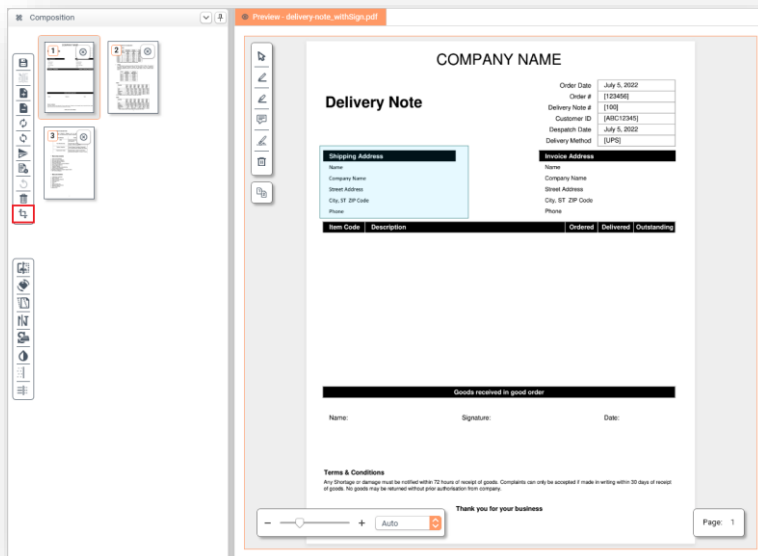 Composition
Preview - delivery-note_withSign.pdf
1
2
3
COMPANY NAME
Delivery Note
Order Date July 5, 2022
Order # [123456]
Delivery Note # [100]
Customer ID [ABC12345]
Despatch Date July 5, 2022
Delivery Method [UPS]
Shipping Address
Name
Company Name
Street Address
City, ST ZIP Code
Phone
Invoice Address
Name
Company Name
Street Address
City, ST ZIP Code
Phone
Item Code Description Ordered Delivered Outstanding
Goods received in good order
Name: Signature: Date:
Terms & Conditions
Any Shortage or damage must be notified within 72 hours of receipt of goods. Complaints can only be accepted if made in writing within 30 days of receipt
of goods. No goods may be returned without prior authorisation from company.
Thank you for your business
Auto
Page: 1